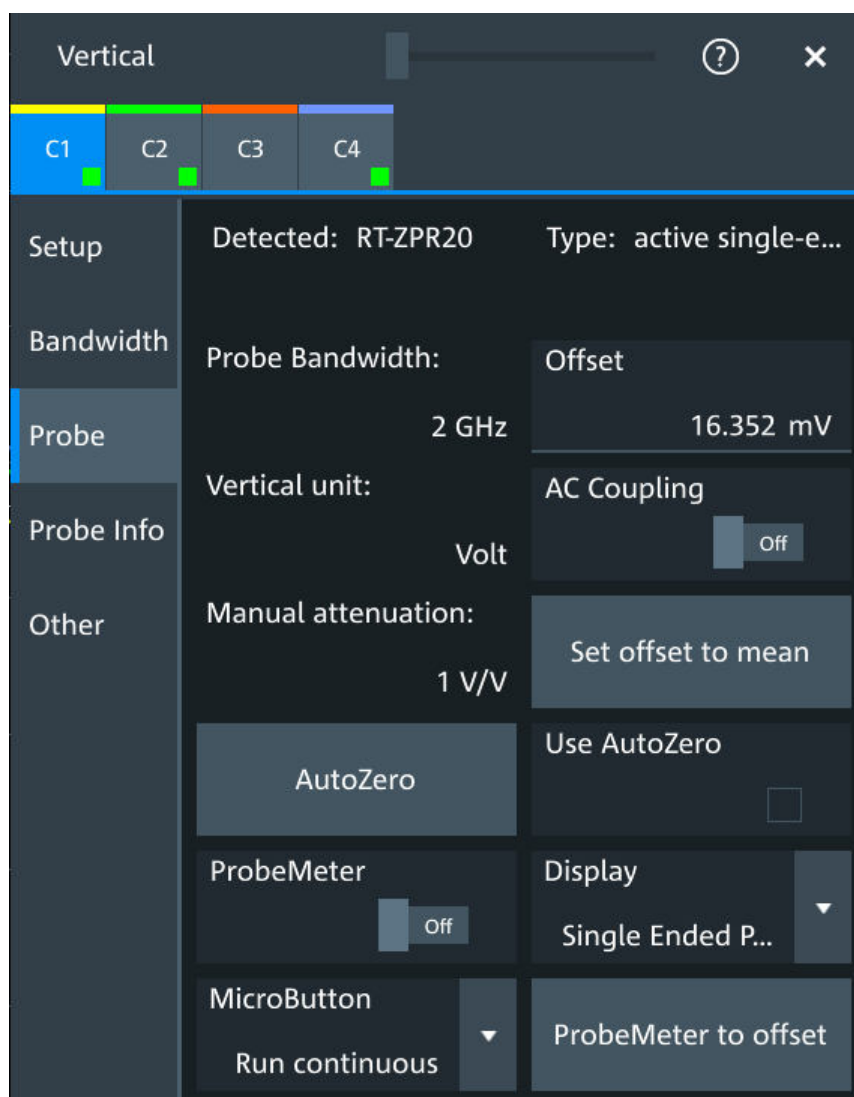 Vertical
?
C1 C2 C3 C4
Setup
Bandwidth
Probe
Probe Info
Other
Detected: RT-ZPR20 Type: active single-e...
Probe Bandwidth:
2 GHz
Offset
16.352 mV
Vertical unit:
Volt
AC Coupling
Off
Manual attenuation:
1 V/V
Set offset to mean
AutoZero
Use AutoZero
ProbeMeter
Off
Display
Single Ended P...
MicroButton
Run continuous
ProbeMeter to offset